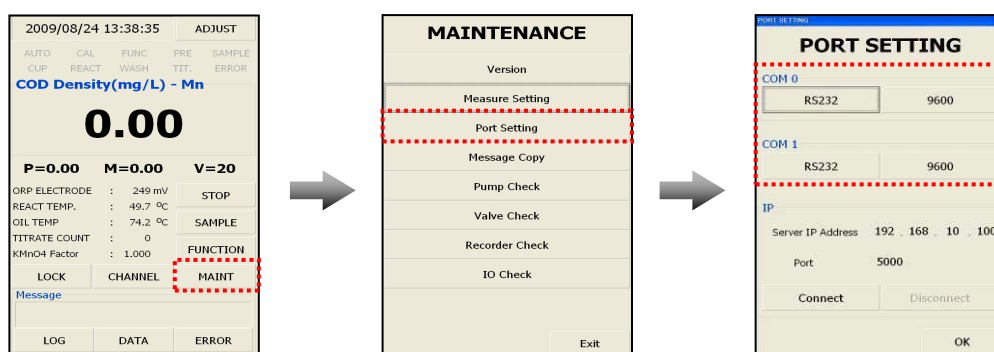 2009/08/24 13:38:35 ADJUST
AUTO CAL FUNC PRE SAMPLE
CUP REACT WASH TIT. ERROR
COD Density(mg/L) - Mn
0.00
P=0.00 M=0.00 V=20
ORP ELECTRODE : 249 mV
REACT TEMP. : 49.7 ºC
OIL TEMP : 74.2 ºC
TITRATE COUNT : 0
KMnO4 Factor : 1.000
STOP
SAMPLE
FUNCTION
LOCK CHANNEL MAINT
Message
LOG DATA ERROR
MAINTENANCE
Version
Measure Setting
Port Setting
Message Copy
Pump Check
Valve Check
Recorder Check
IO Check
Exit
PORT SETTING
PORT SETTING
COM 0
RS232 9600
COM 1
RS232 9600
IP
Server IP Address 192 . 168 . 10 . 100
Port 5000
Connect Disconnect
OK